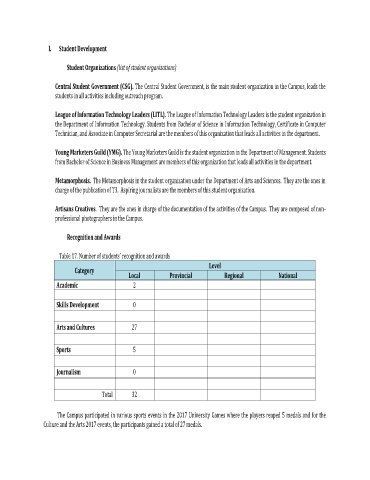 I. Student Development
Student Organizations (list of student organizations)
Central Student Government (CSG). The Central Student Government, is the main student organization in the Campus, leads the
students in all activities including outreach program.
League of Information Technology Leaders (LITL). The League of Information Technology Leaders is the student organization in
the Department of Information Technology. Students from Bachelor of Science in Information Technology, Certificate in Computer
Technician, and Associate in Computer Secretarial are the members of this organization that leads all activities in the department.
Young Marketers Guild (YMG). The Young Marketers Guild is the student organization in the Department of Management. Students
from Bachelor of Science in Business Management are members of this organization that leads all activities in the department.
Metamorphosis. The Metamorphosis in the student organization under the Department of Arts and Sciences. They are the ones in
charge of the publication of T3. Aspiring journalists are the members of this student organization.
Artisans Creatives. They are the ones in charge of the documentation of the activities of the Campus. They are composed of non-
professional photographers in the Campus.
Recognition and Awards
Table 17. Number of students' recognition and awards
Category Level
Local Provincial Regional National
Academic 2
Skills Development 0
Arts and Cultures 27
Sports 5
Journalism 0
Total 32
The Campus participated in various sports events in the 2017 University Games where the players reaped 5 medals and for the
Culture and the Arts 2017 events, the participants gained a total of 27 medals.